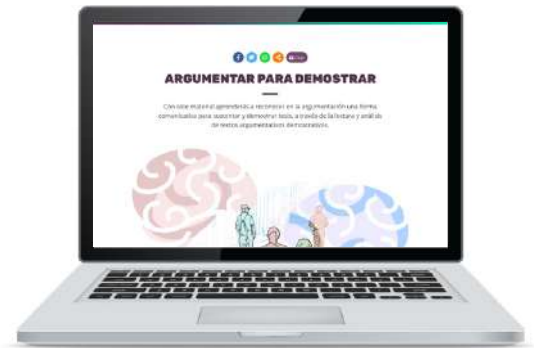 ARGUMENTAR PARA DEMOSTRAR
Con este material aprenderás a reconocer en la argumentación una forma
comunicativa para sustentar y demostrar tesis, a través de la lectura y análisis
de textos argumentativos demostrativos.